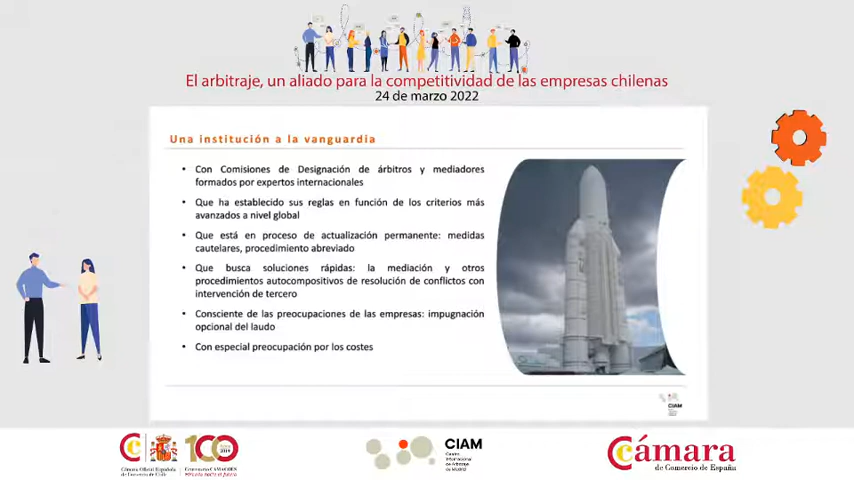 El arbitraje, un aliado para la competitividad de las empresas chilenas
24 de marzo 2022
Una institución a la vanguardia
• Con Comisiones de Designación de árbitros y mediadores
formados por expertos internacionales
• Que ha establecido sus reglas en función de los criterios más
avanzados a nivel global
• Que está en proceso de actualización permanente: medidas
cautelares, procedimiento abreviado
• Que busca soluciones rápidas: la mediación y otros
procedimientos autocompositivos de resolución de conflictos con
intervención de tercero
• Consciente de las preocupaciones de las empresas: impugnación
opcional del laudo
• Con especial preocupación por los costes
CIAM
100
Cámara Oficial Española
de Comercio de Chile
CIAM
Centro
Internacional
de Arbitraje
de Madrid
Cámara
de Comercio de España